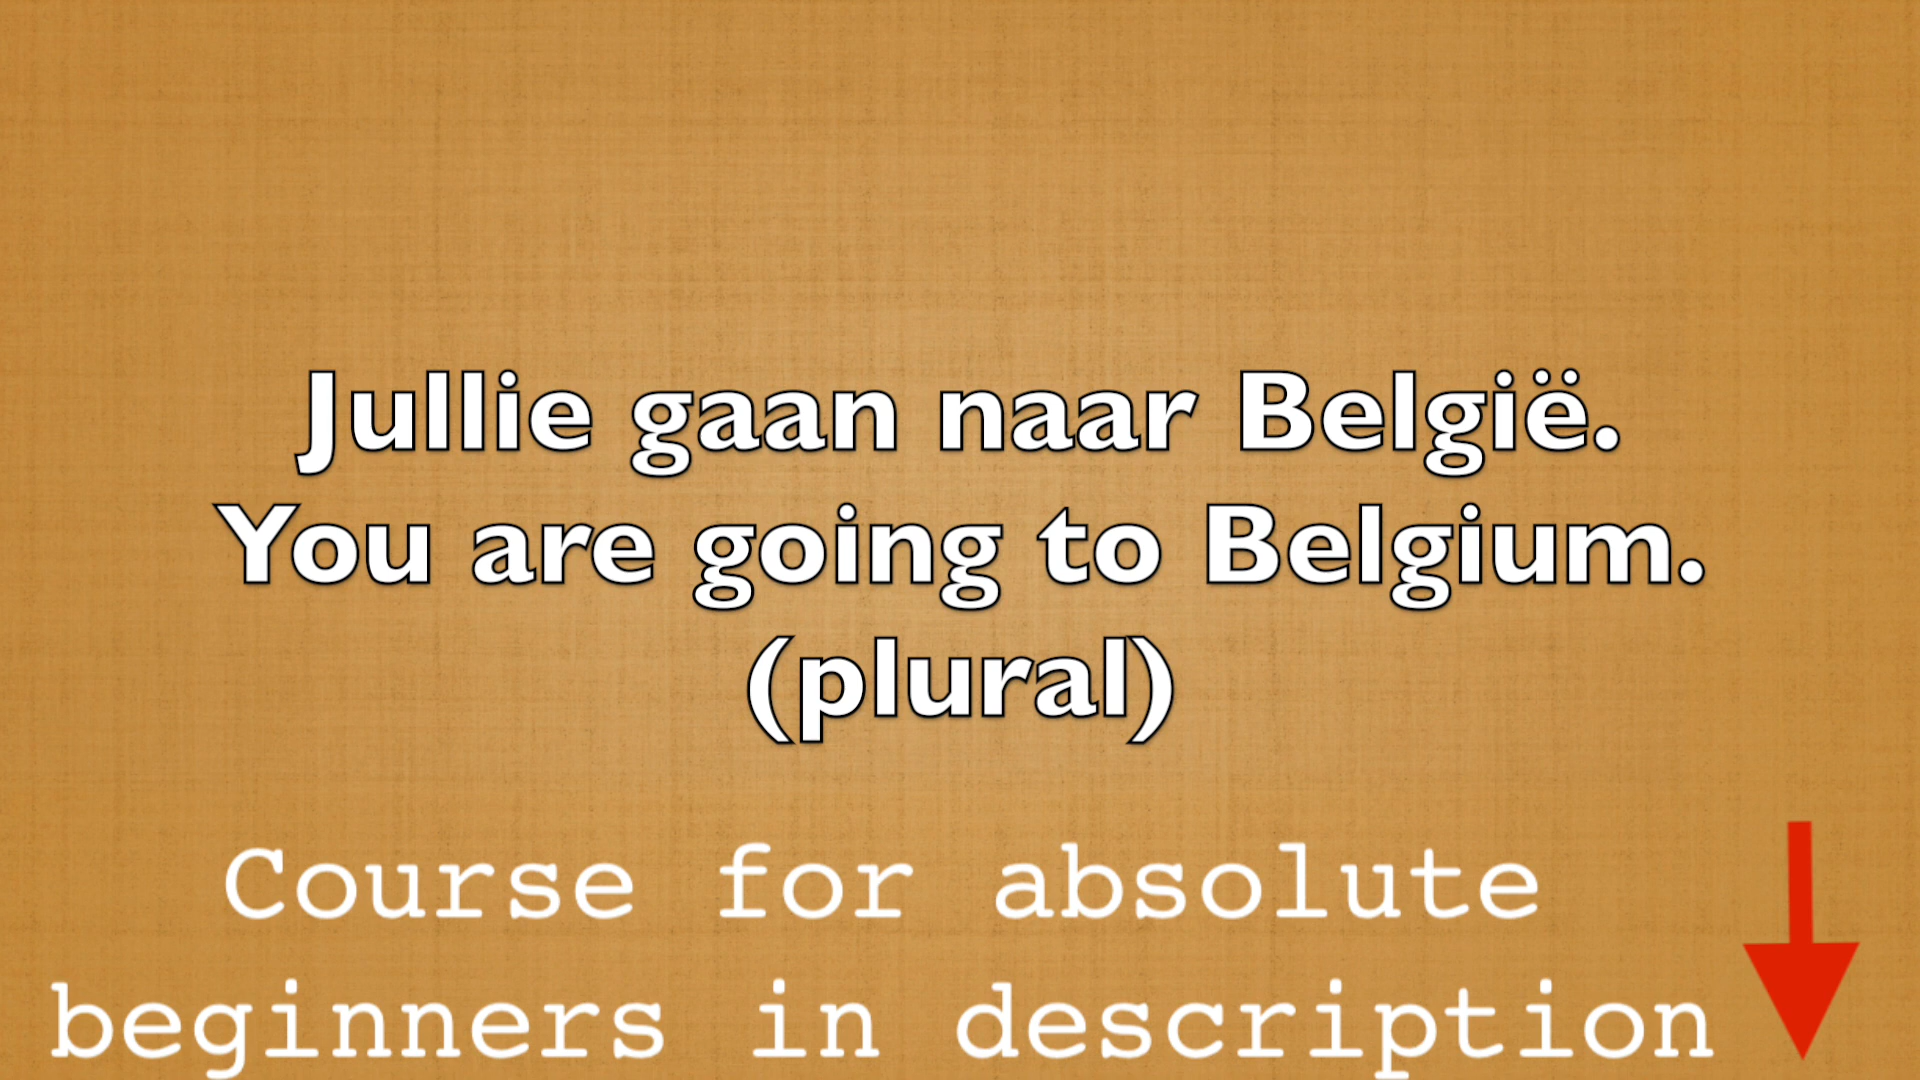 Jullie gaan naar België.
You are going to Belgium.
(plural)
Course for absolute
beginners in description